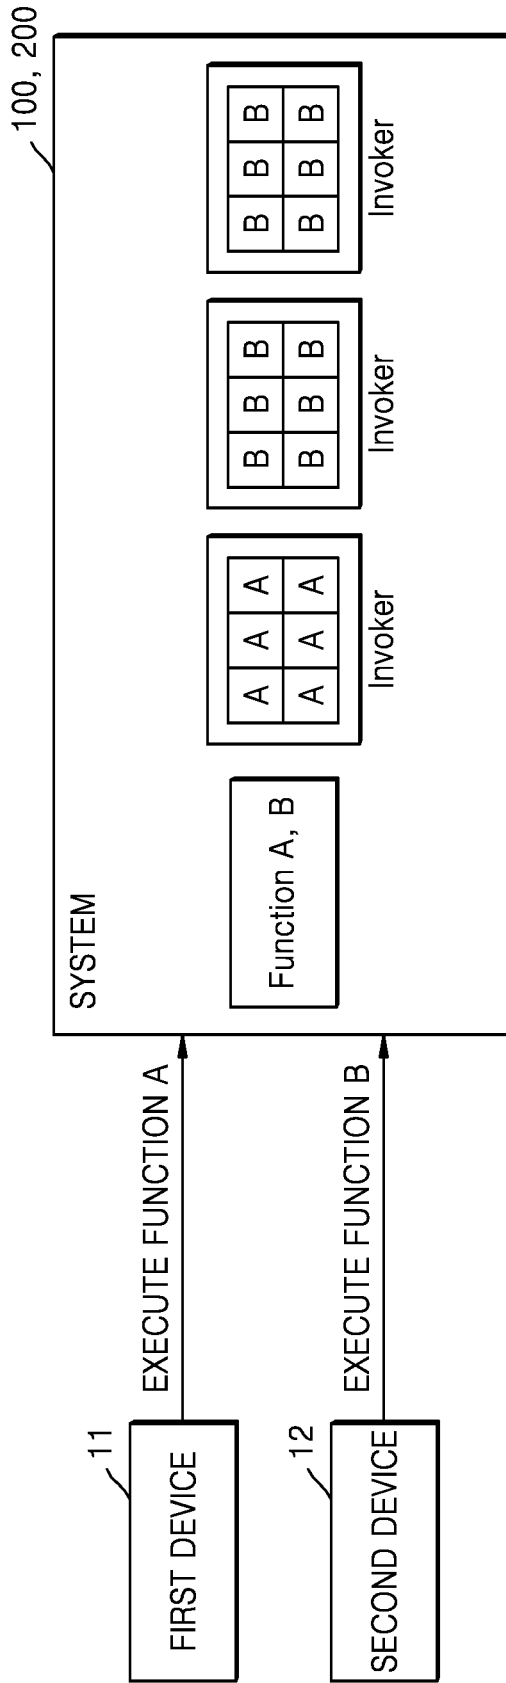 100, 200
SYSTEM
11
FIRST DEVICE
EXECUTE FUNCTION A
12
SECOND DEVICE
EXECUTE FUNCTION B
Function A, B
A A A
A A A
Invoker
B B B
B B B
Invoker
B B B
B B B
Invoker